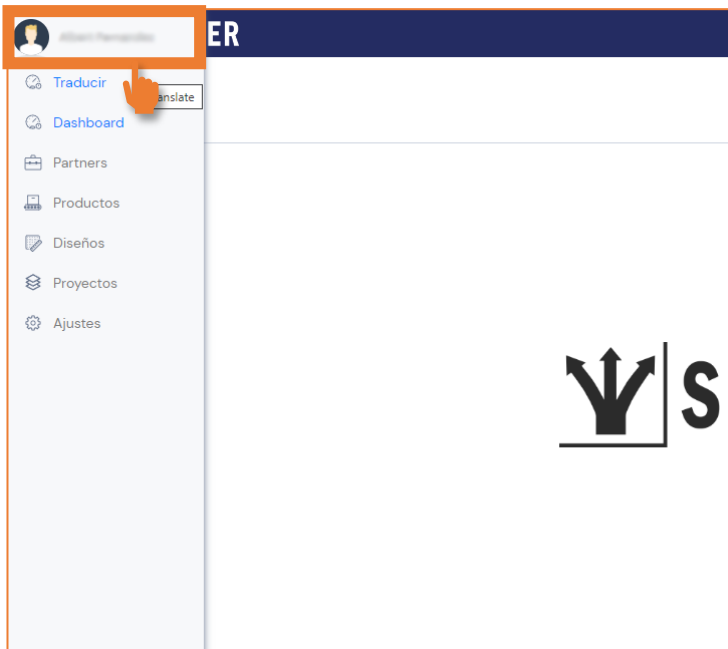 ER
Traducir
anslate
Dashboard
Partners
Productos
Diseños
Proyectos
Ajustes
S